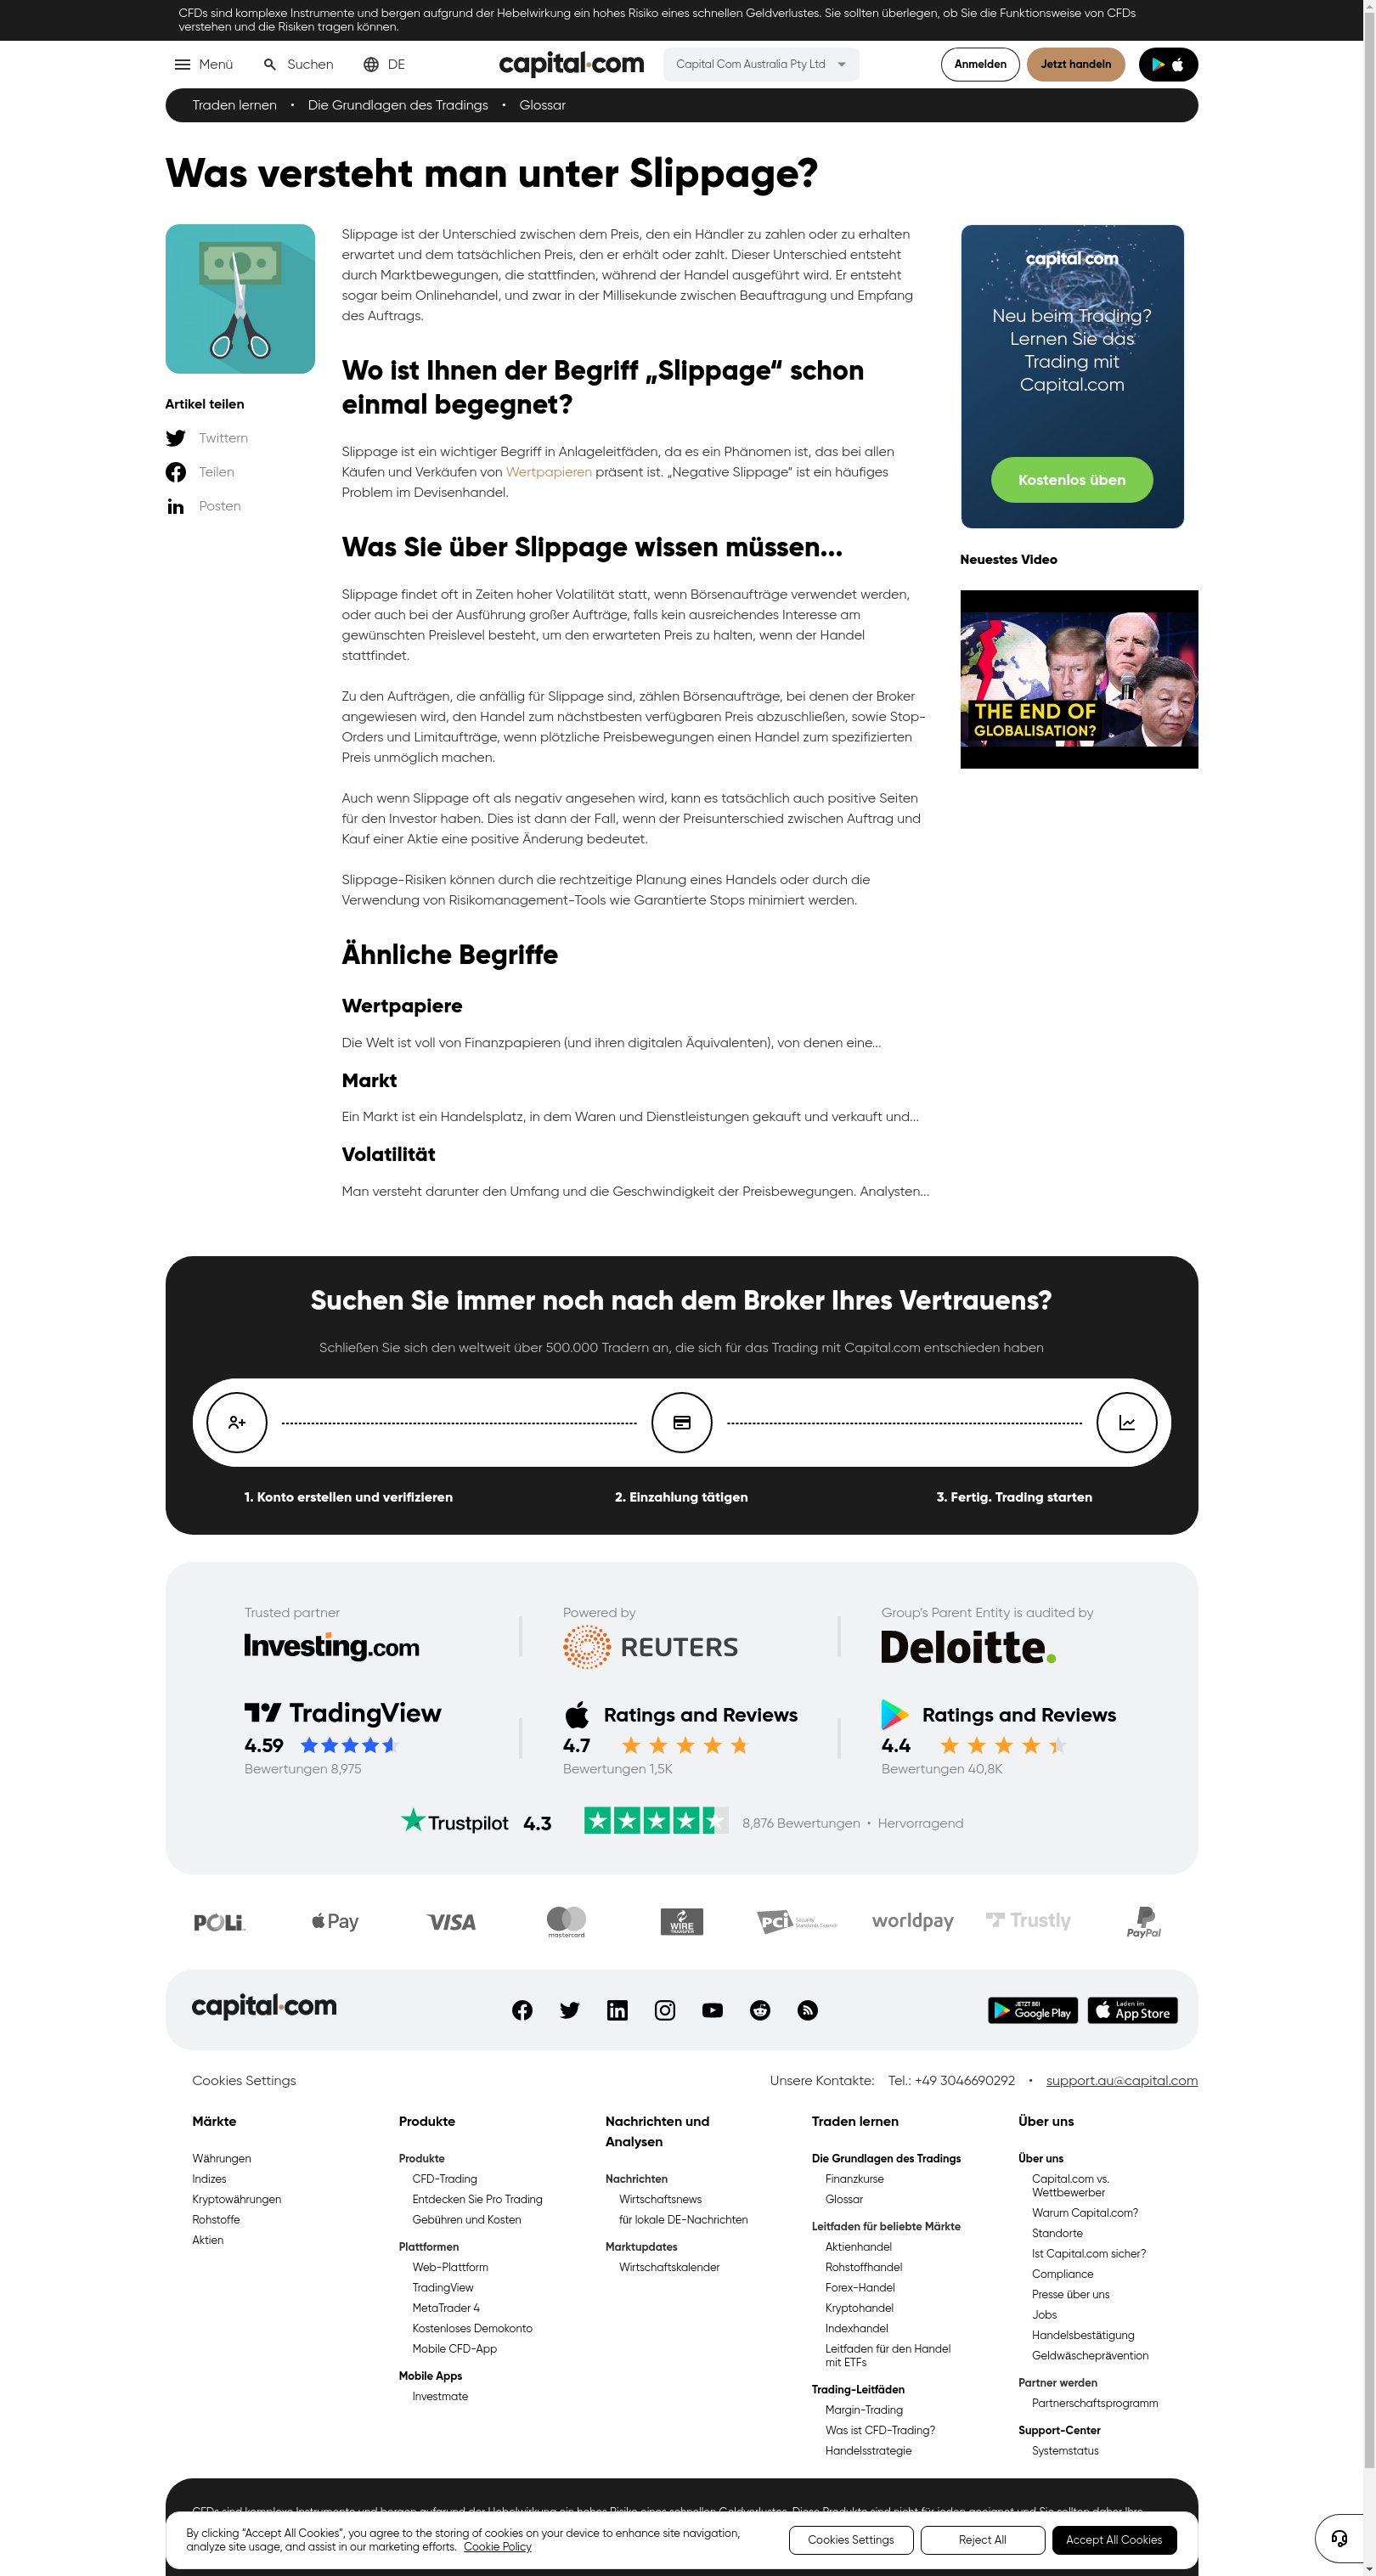 CFDs sind komplexe Instrumente und bergen aufgrund der Hebelwirkung ein hohes Risiko eines schnellen Geldverlustes. Sie sollten überlegen, ob Sie die Funktionsweise von CFDs
verstehen und die Risiken tragen können.
Menü
Suchen
DE
capital.com
Capital Com Australia Pty Ltd
Anmelden
Jetzt handeln
Traden lernen • Die Grundlagen des Tradings • Glossar
Was versteht man unter Slippage?
Artikel teilen
Twittern
Teilen
Posten
Slippage ist der Unterschied zwischen dem Preis, den ein Händler zu zahlen oder zu erhalten
erwartet und dem tatsächlichen Preis, den er erhält oder zahlt. Dieser Unterschied entsteht
durch Marktbewegungen, die stattfinden, während der Handel ausgeführt wird. Er entsteht
sogar beim Onlinehandel, und zwar in der Millisekunde zwischen Beauftragung und Empfang
des Auftrags.
Wo ist Ihnen der Begriff „Slippage“ schon
einmal begegnet?
Slippage ist ein wichtiger Begriff in Anlageleitfäden, da es ein Phänomen ist, das bei allen
Käufen und Verkäufen von Wertpapieren präsent ist. „Negative Slippage“ ist ein häufiges
Problem im Devisenhandel.
Was Sie über Slippage wissen müssen...
Slippage findet oft in Zeiten hoher Volatilität statt, wenn Börsenaufträge verwendet werden,
oder auch bei der Ausführung großer Aufträge, falls kein ausreichendes Interesse am
gewünschten Preislevel besteht, um den erwarteten Preis zu halten, wenn der Handel
stattfindet.
Zu den Aufträgen, die anfällig für Slippage sind, zählen Börsenaufträge, bei denen der Broker
angewiesen wird, den Handel zum nächstbesten verfügbaren Preis abzuschließen, sowie Stop-
Orders und Limitaufträge, wenn plötzliche Preisbewegungen einen Handel zum spezifizierten
Preis unmöglich machen.
Auch wenn Slippage oft als negativ angesehen wird, kann es tatsächlich auch positive Seiten
für den Investor haben. Dies ist dann der Fall, wenn der Preisunterschied zwischen Auftrag und
Kauf einer Aktie eine positive Änderung bedeutet.
Slippage-Risiken können durch die rechtzeitige Planung eines Handels oder durch die
Verwendung von Risikomanagement-Tools wie Garantierte Stops minimiert werden.
Ähnliche Begriffe
Wertpapiere
Die Welt ist voll von Finanzpapieren (und ihren digitalen Äquivalenten), von denen eine...
Markt
Ein Markt ist ein Handelsplatz, in dem Waren und Dienstleistungen gekauft und verkauft und...
Volatilität
Man versteht darunter den Umfang und die Geschwindigkeit der Preisbewegungen. Analysten...
capital.com
Neu beim Trading?
Lernen Sie das
Trading mit
Capital.com
Kostenlos üben
Neuestes Video
THE END OF
GLOBALISATION?
Suchen Sie immer noch nach dem Broker Ihres Vertrauens?
Schließen Sie sich den weltweit über 500.000 Tradern an, die sich für das Trading mit Capital.com entschieden haben
1. Konto erstellen und verifizieren
2. Einzahlung tätigen
3. Fertig. Trading starten
Trusted partner
Investing.com
Powered by
REUTERS
Group's Parent Entity is audited by
Deloitte.
TradingView
4.59
Bewertungen 8,975
Ratings and Reviews
4.7
Bewertungen 1,5K
Ratings and Reviews
4.4
Bewertungen 40,8K
Trustpilot 4.3
8,876 Bewertungen • Hervorragend
POLi
Pay
VISA
mastercard
WIRE
TRANSFER
PCI Security
Standards Council
worldpay
Trustly
PayPal
capital.com
JETZT BEI
Google Play
Laden im
App Store
Cookies Settings
Unsere Kontakte: Tel.: +49 3046690292 • support.au@capital.com
Märkte
Währungen
Indizes
Kryptowährungen
Rohstoffe
Aktien
Produkte
Produkte
CFD-Trading
Entdecken Sie Pro Trading
Gebühren und Kosten
Plattformen
Web-Plattform
TradingView
MetaTrader 4
Kostenloses Demokonto
Mobile CFD-App
Mobile Apps
Investmate
Nachrichten und
Analysen
Nachrichten
Wirtschaftsnews
für lokale DE-Nachrichten
Marktupdates
Wirtschaftskalender
Traden lernen
Die Grundlagen des Tradings
Finanzkurse
Glossar
Leitfaden für beliebte Märkte
Aktienhandel
Rohstoffhandel
Forex-Handel
Kryptohandel
Indexhandel
Leitfaden für den Handel
mit ETFs
Trading-Leitfäden
Margin-Trading
Was ist CFD-Trading?
Handelsstrategie
Über uns
Über uns
Capital.com vs.
Wettbewerber
Warum Capital.com?
Standorte
Ist Capital.com sicher?
Compliance
Presse über uns
Jobs
Handelsbestätigung
Geldwäscheprävention
Partner werden
Partnerschaftsprogramm
Support-Center
Systemstatus
CFDs sind komplexe Instrumente und bergen aufgrund der Hebelwirkung ein hohes Risiko eines schnellen Geldverlustes. Diese Produkte sind nicht für jeden geeignet und Sie sollten daher Ihre
By clicking “Accept All Cookies”, you agree to the storing of cookies on your device to enhance site navigation,
analyze site usage, and assist in our marketing efforts. Cookie Policy
Cookies Settings
Reject All
Accept All Cookies